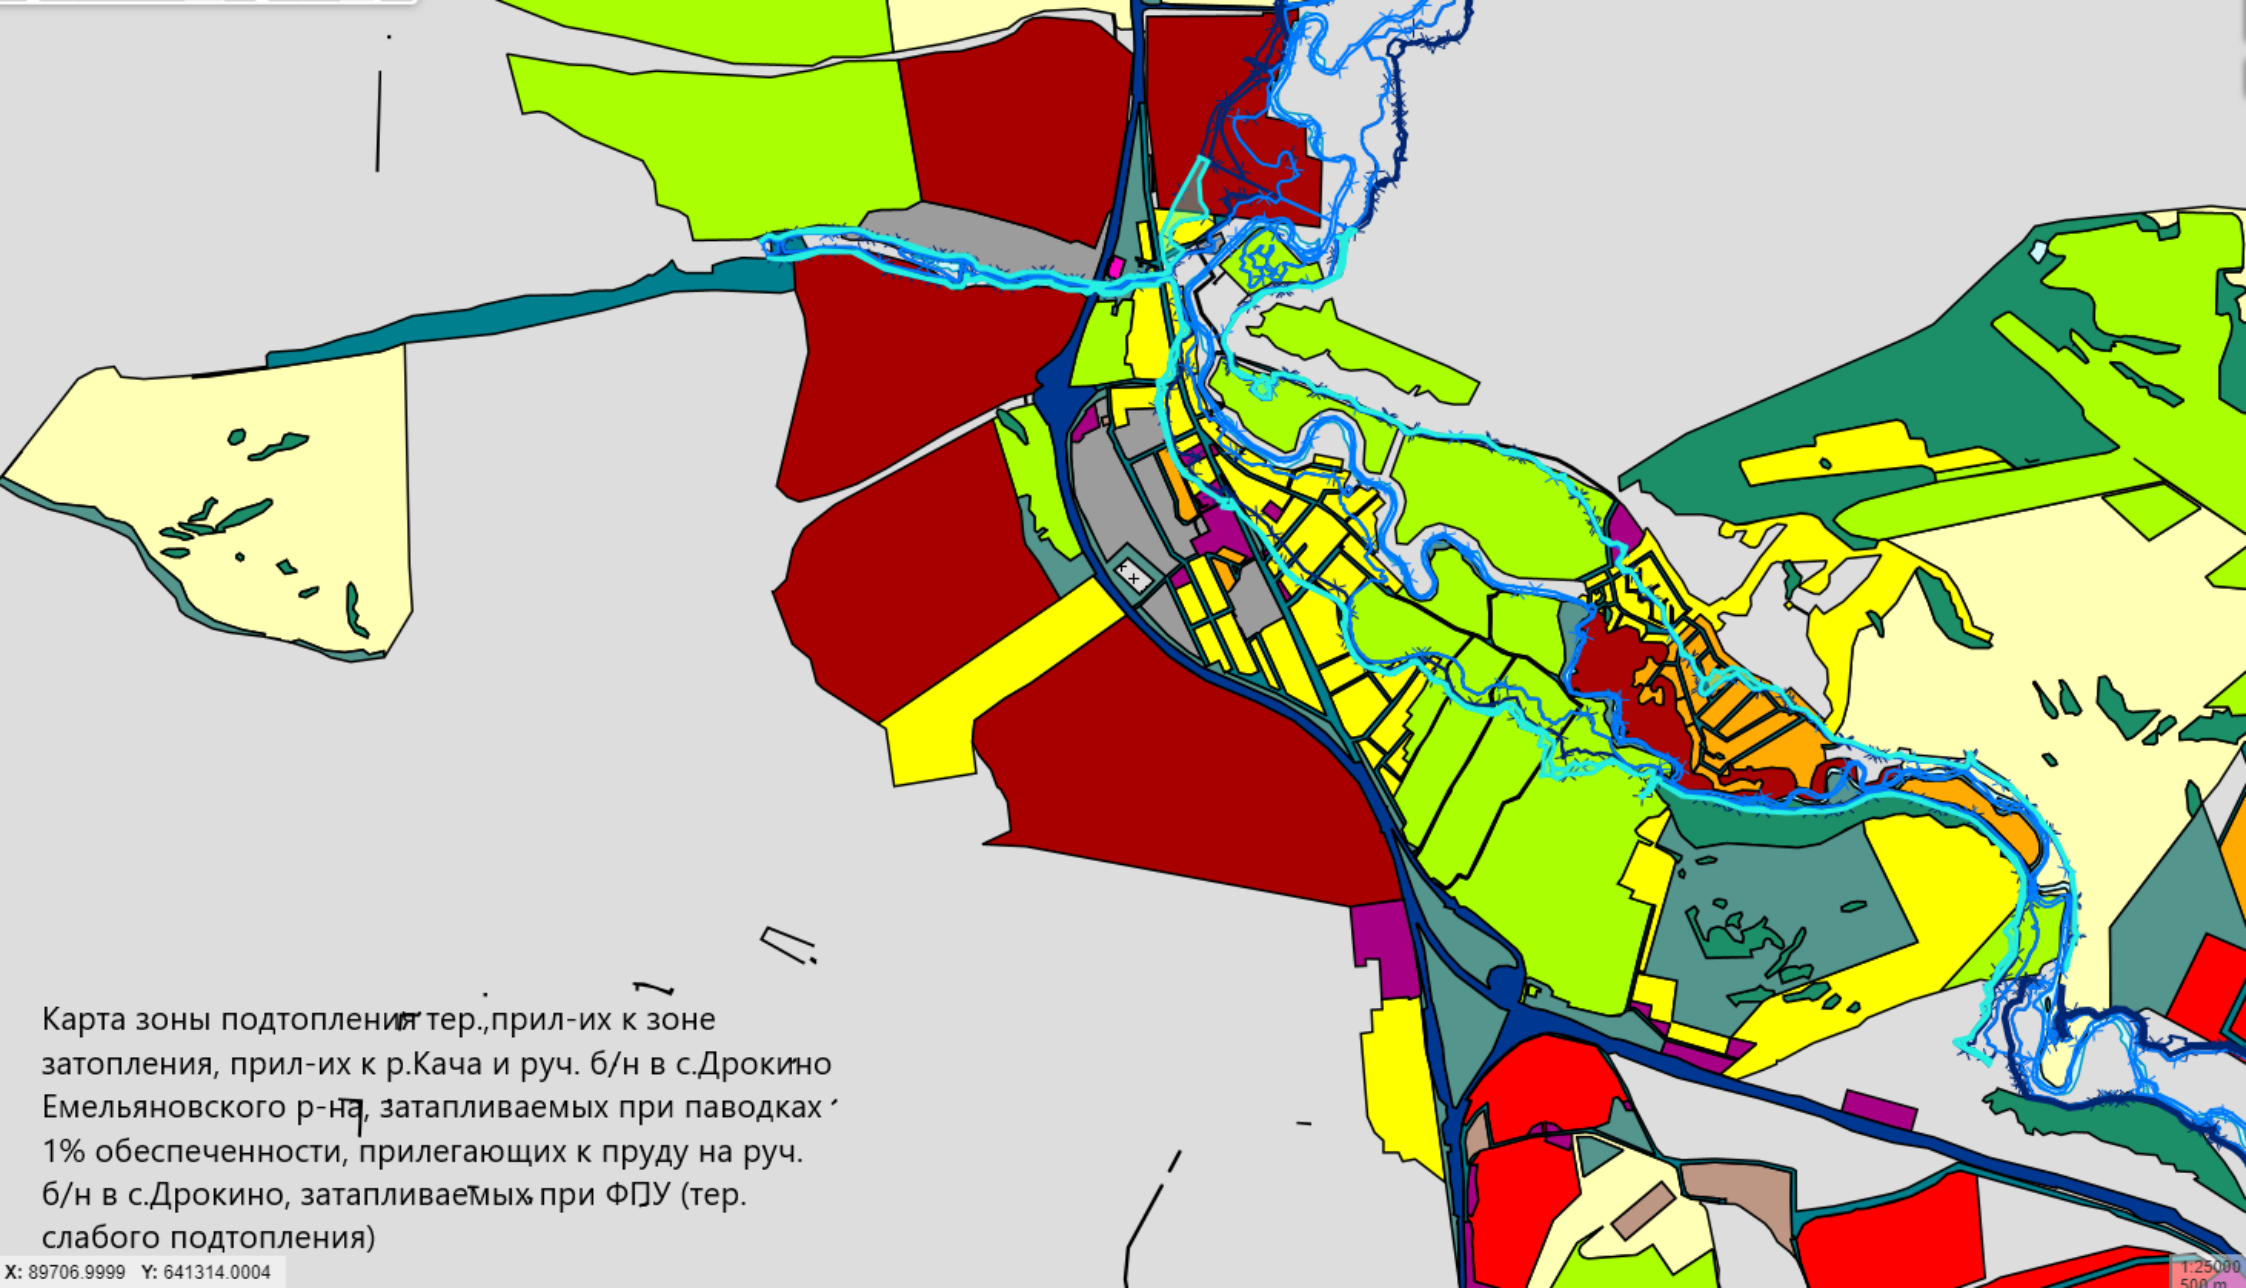 Карта зоны подтопления тер.,прил-их к зоне
затопления, прил-их к р.Кача и руч. б/н в с.Дрокино
Емельяновского р-на, затапливаемых при паводках
1% обеспеченности, прилегающих к пруду на руч.
б/н в с.Дрокино, затапливаемых при ФПУ (тер.
слабого подтопления)
X: 89706.9999 Y: 641314.0004
1:25000
500 m